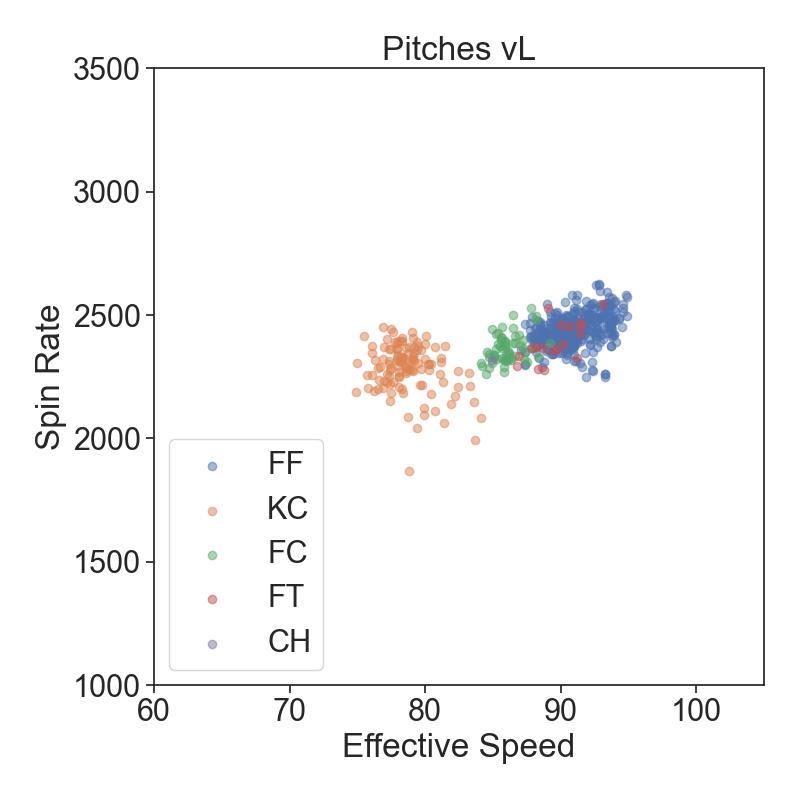 Pitches vL
3500
3000
2500
2000
1500
1000
Spin Rate
FF
KC
FC
FT
CH
60 70 80 90 100
Effective Speed